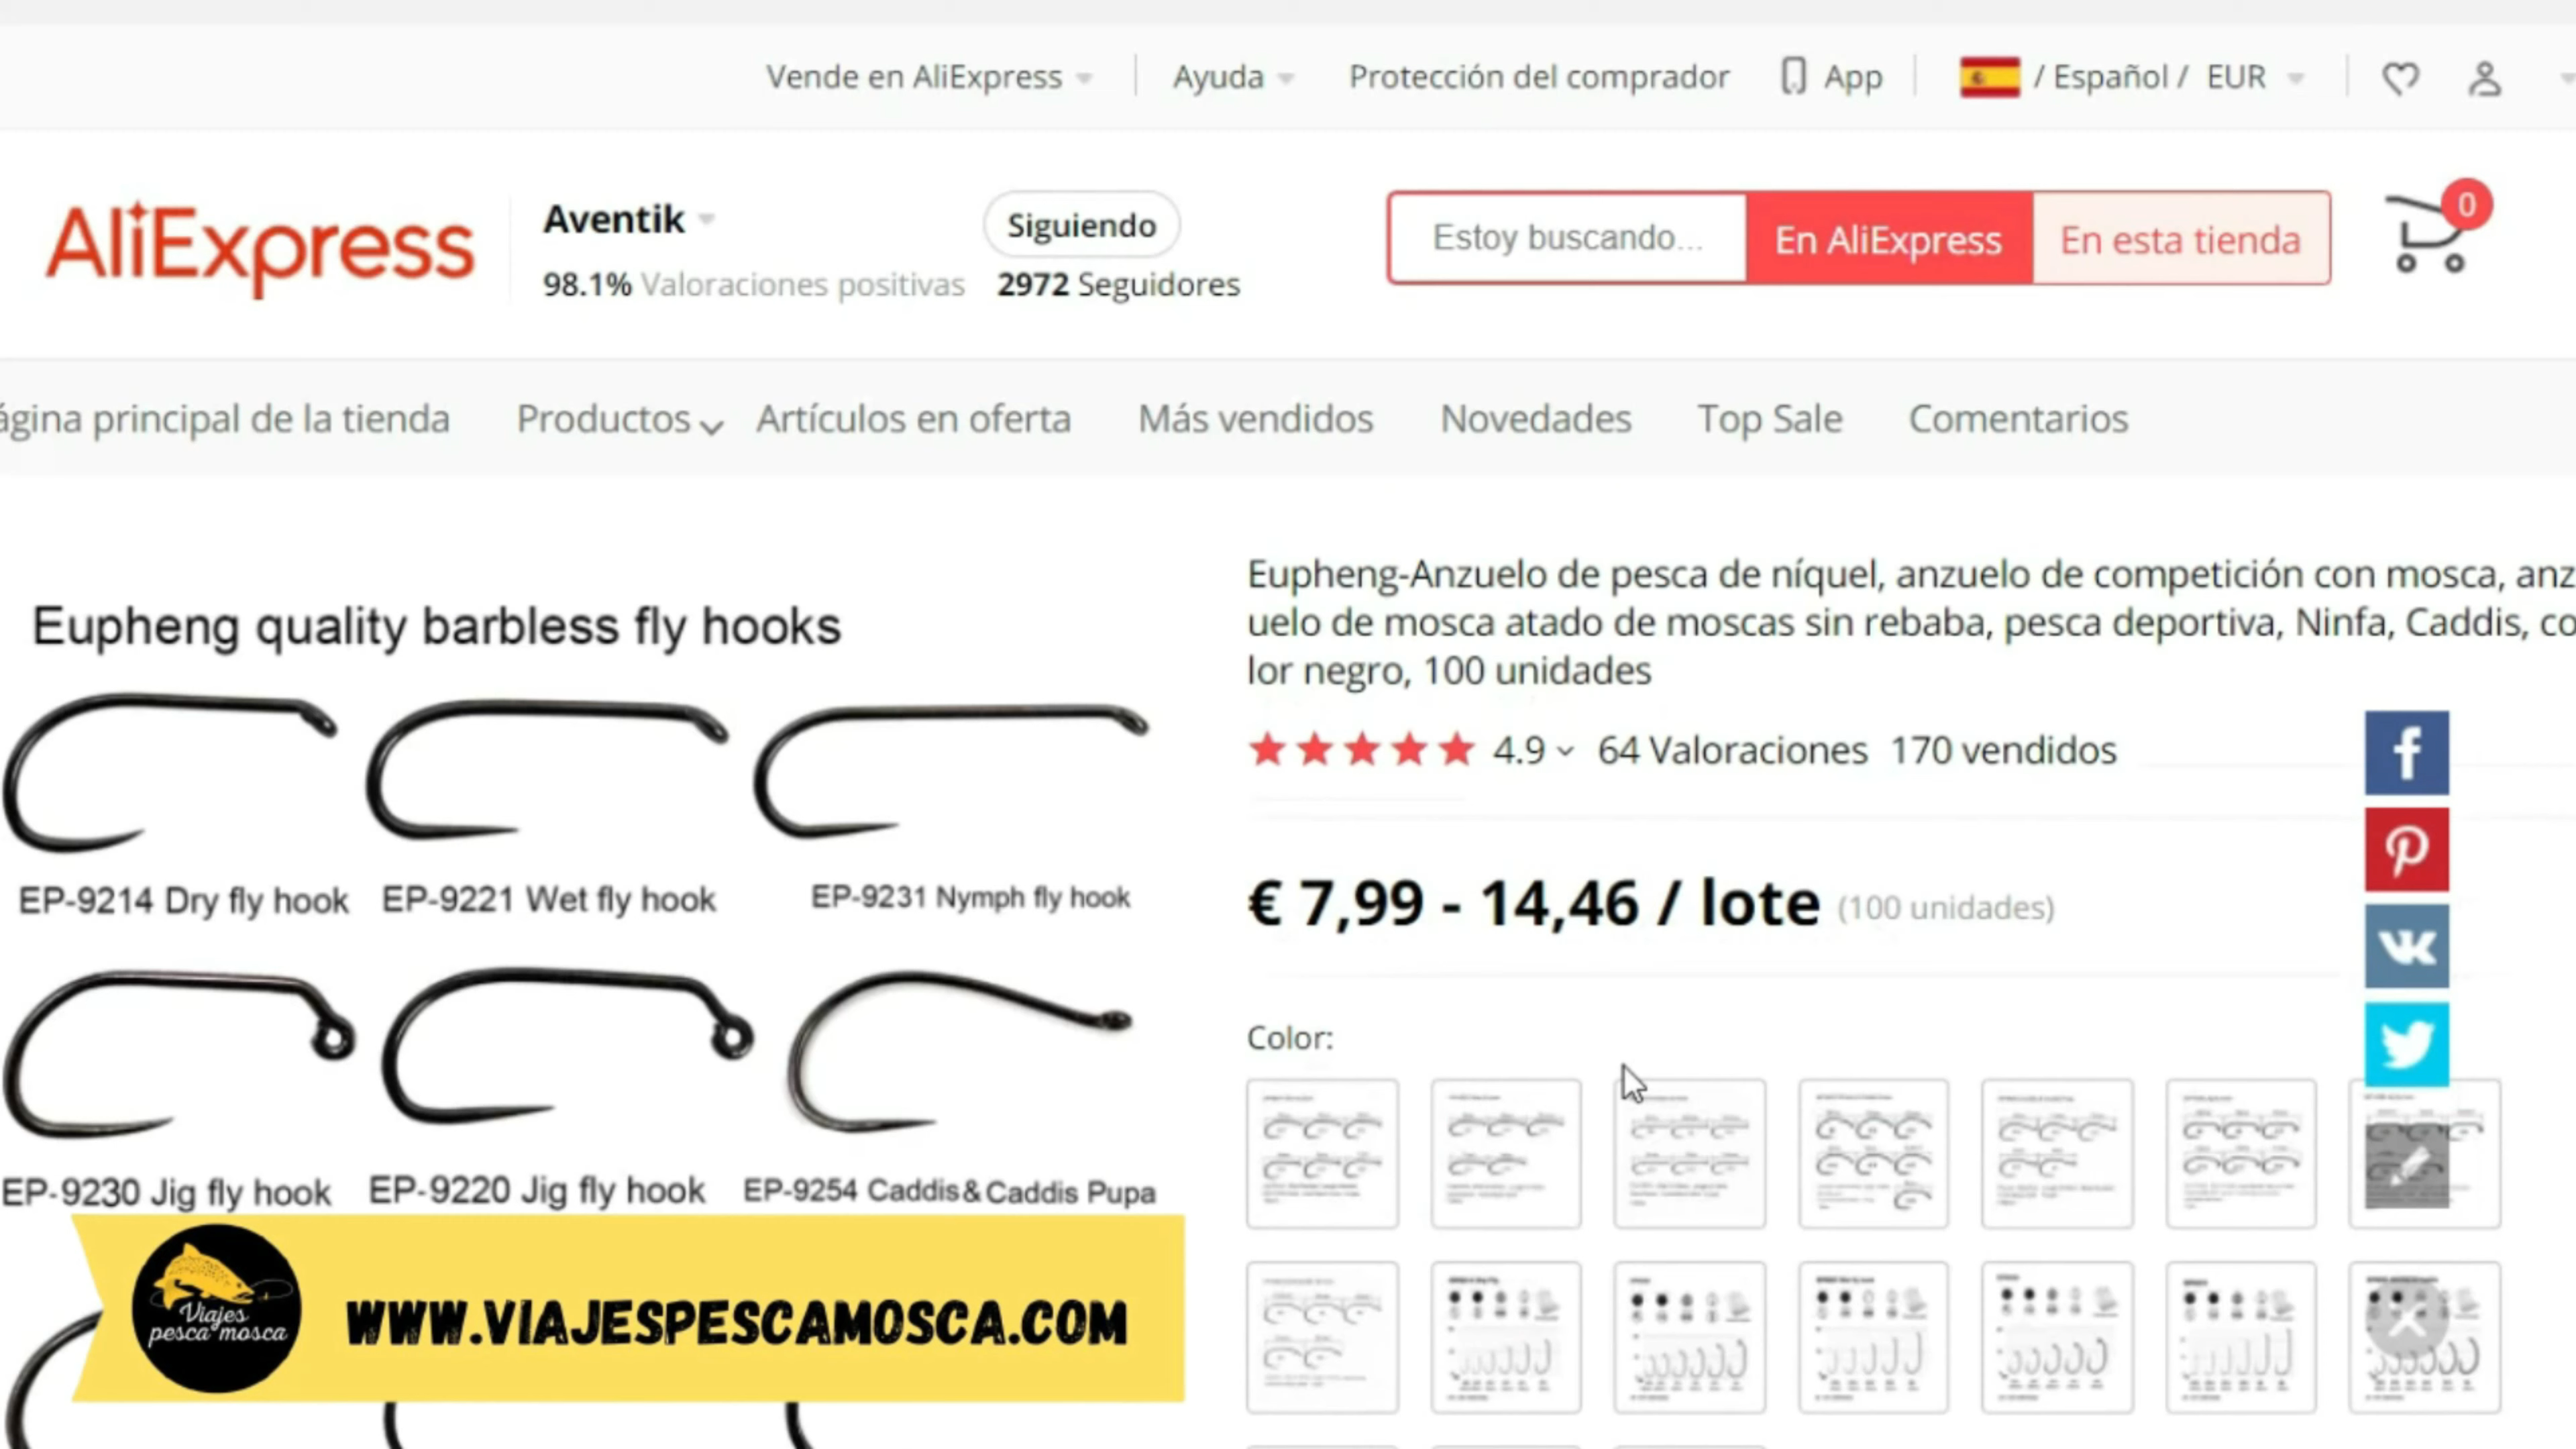 Vende en AliExpress
Ayuda
Protección del comprador
App
/ Español / EUR
AliExpress
Aventik
Siguiendo
98.1% Valoraciones positivas
2972 Seguidores
Estoy buscando...
En AliExpress
En esta tienda
0
ágina principal de la tienda
Productos
Artículos en oferta
Más vendidos
Novedades
Top Sale
Comentarios
Eupheng quality barbless fly hooks
EP-9214 Dry fly hook
EP-9221 Wet fly hook
EP-9231 Nymph fly hook
EP-9230 Jig fly hook
EP-9220 Jig fly hook
EP-9254 Caddis&Caddis Pupa
Eupheng-Anzuelo de pesca de níquel, anzuelo de competición con mosca, anz
uelo de mosca atado de moscas sin rebaba, pesca deportiva, Ninfa, Caddis, co
lor negro, 100 unidades
4.9
64 Valoraciones
170 vendidos
€ 7,99 - 14,46 / lote (100 unidades)
Color:
Viajes
pesca mosca
WWW.VIAJESPESCAMOSCA.COM